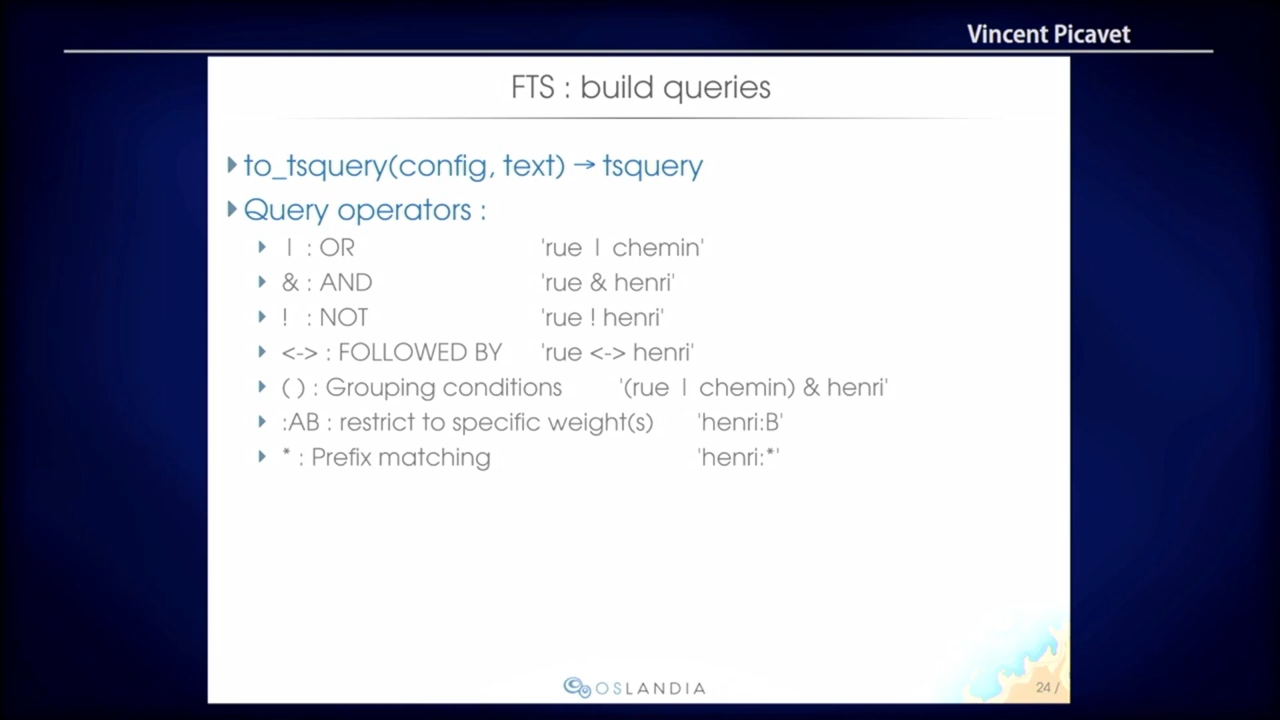 Vincent Picavet
FTS : build queries
to_tsquery(config, text) → tsquery
Query operators :
| : OR 'rue | chemin'
& : AND 'rue & henri'
! : NOT 'rue ! henri'
<-> : FOLLOWED BY 'rue <-> henri'
( ) : Grouping conditions '(rue | chemin) & henri'
:AB : restrict to specific weight(s) 'henri:B'
* : Prefix matching 'henri:*'
OSLANDIA
24 /